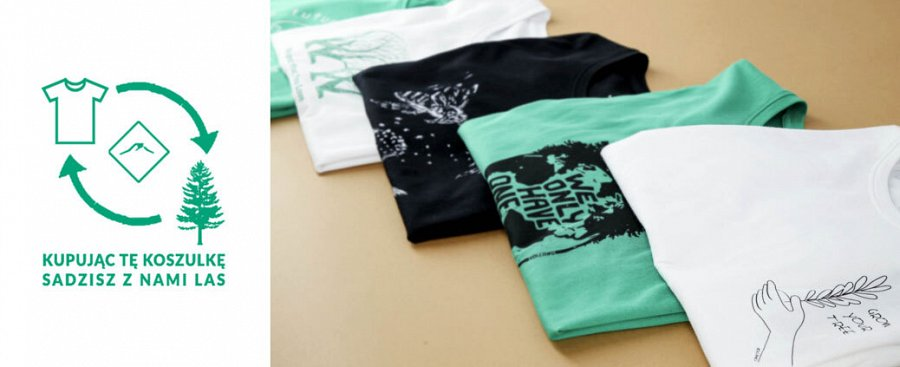 KUPUJĄC TĘ KOSZULKĘ
SADZISZ Z NAMI LAS
WE
ONLY
HAVE
ONE
GROW
YOUR
TREE